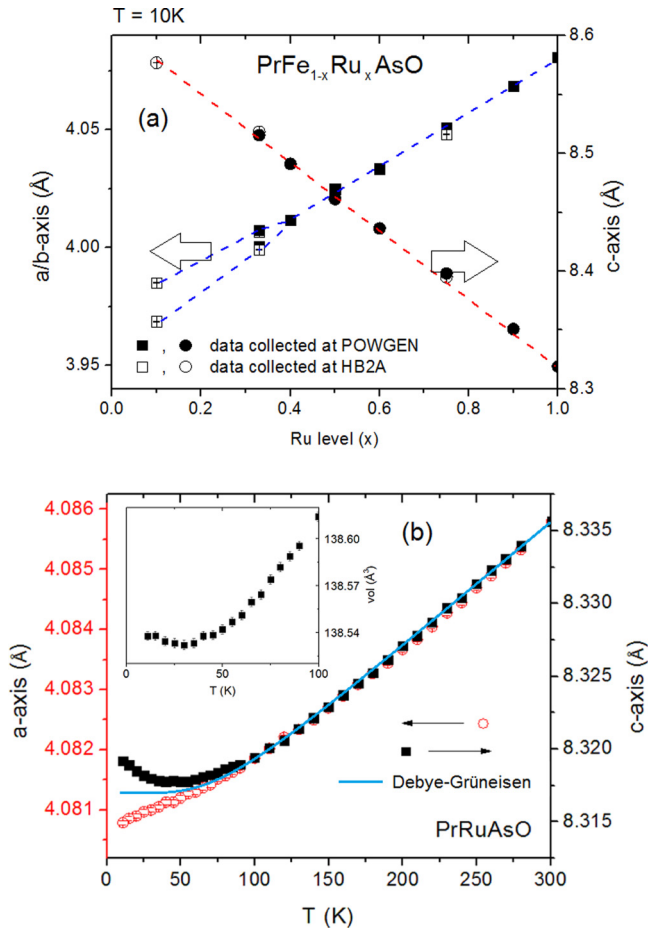 T = 10K
PrFe1-xRuxAsO
(a)
8.6
8.5
8.4
8.3
c-axis (Å)
4.05
4.00
3.95
a/b-axis (Å)
, data collected at POWGEN
, data collected at HB2A
0.0 0.2 0.4 0.6 0.8 1.0
Ru level (x)
(b)
4.086
4.085
4.084
4.083
4.082
4.081
a-axis (Å)
138.60
138.57
138.54
vol (Å3)
0 50 100
T (K)
8.335
8.330
8.325
8.320
8.315
c-axis (Å)
Debye-Grüneisen
PrRuAsO
0 50 100 150 200 250 300
T (K)